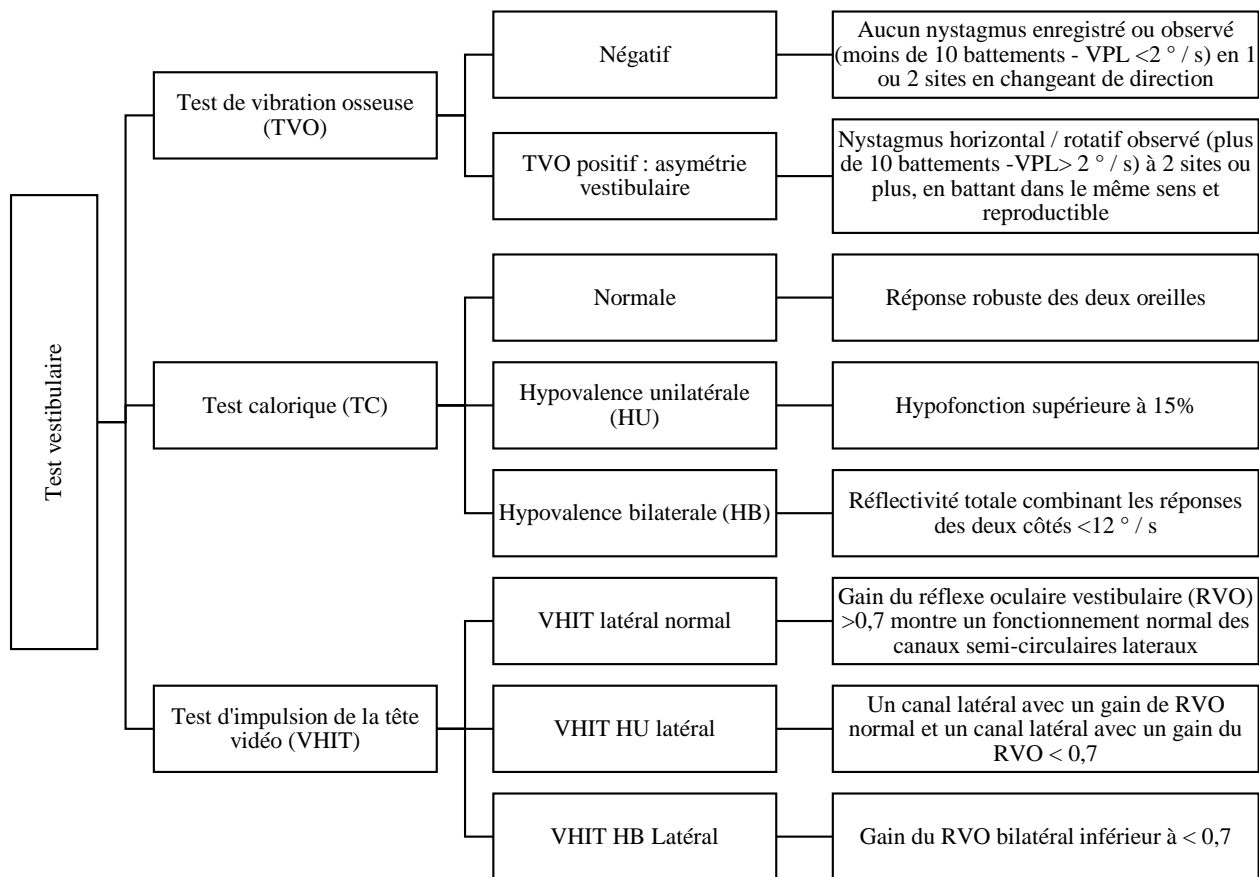 Test vestibulaire
Test de vibration osseuse
(TVO)
Négatif
Aucun nystagmus enregistré ou observé
(moins de 10 battements - VPL <2 ° / s) en 1
ou 2 sites en changeant de direction
TVO positif : asymétrie
vestibulaire
Nystagmus horizontal / rotatif observé (plus
de 10 battements -VPL> 2 ° / s) à 2 sites ou
plus, en battant dans le même sens et
reproductible
Test calorique (TC)
Normale
Réponse robuste des deux oreilles
Hypovalence unilatérale
(HU)
Hypofonction supérieure à 15%
Hypovalence bilaterale (HB)
Réflectivité totale combinant les réponses
des deux côtés <12 ° / s
Test d'impulsion de la tête
vidéo (VHIT)
VHIT latéral normal
Gain du réflexe oculaire vestibulaire (RVO)
>0,7 montre un fonctionnement normal des
canaux semi-circulaires lateraux
VHIT HU latéral
Un canal latéral avec un gain de RVO
normal et un canal latéral avec un gain du
RVO < 0,7
VHIT HB Latéral
Gain du RVO bilatéral inférieur à < 0,7